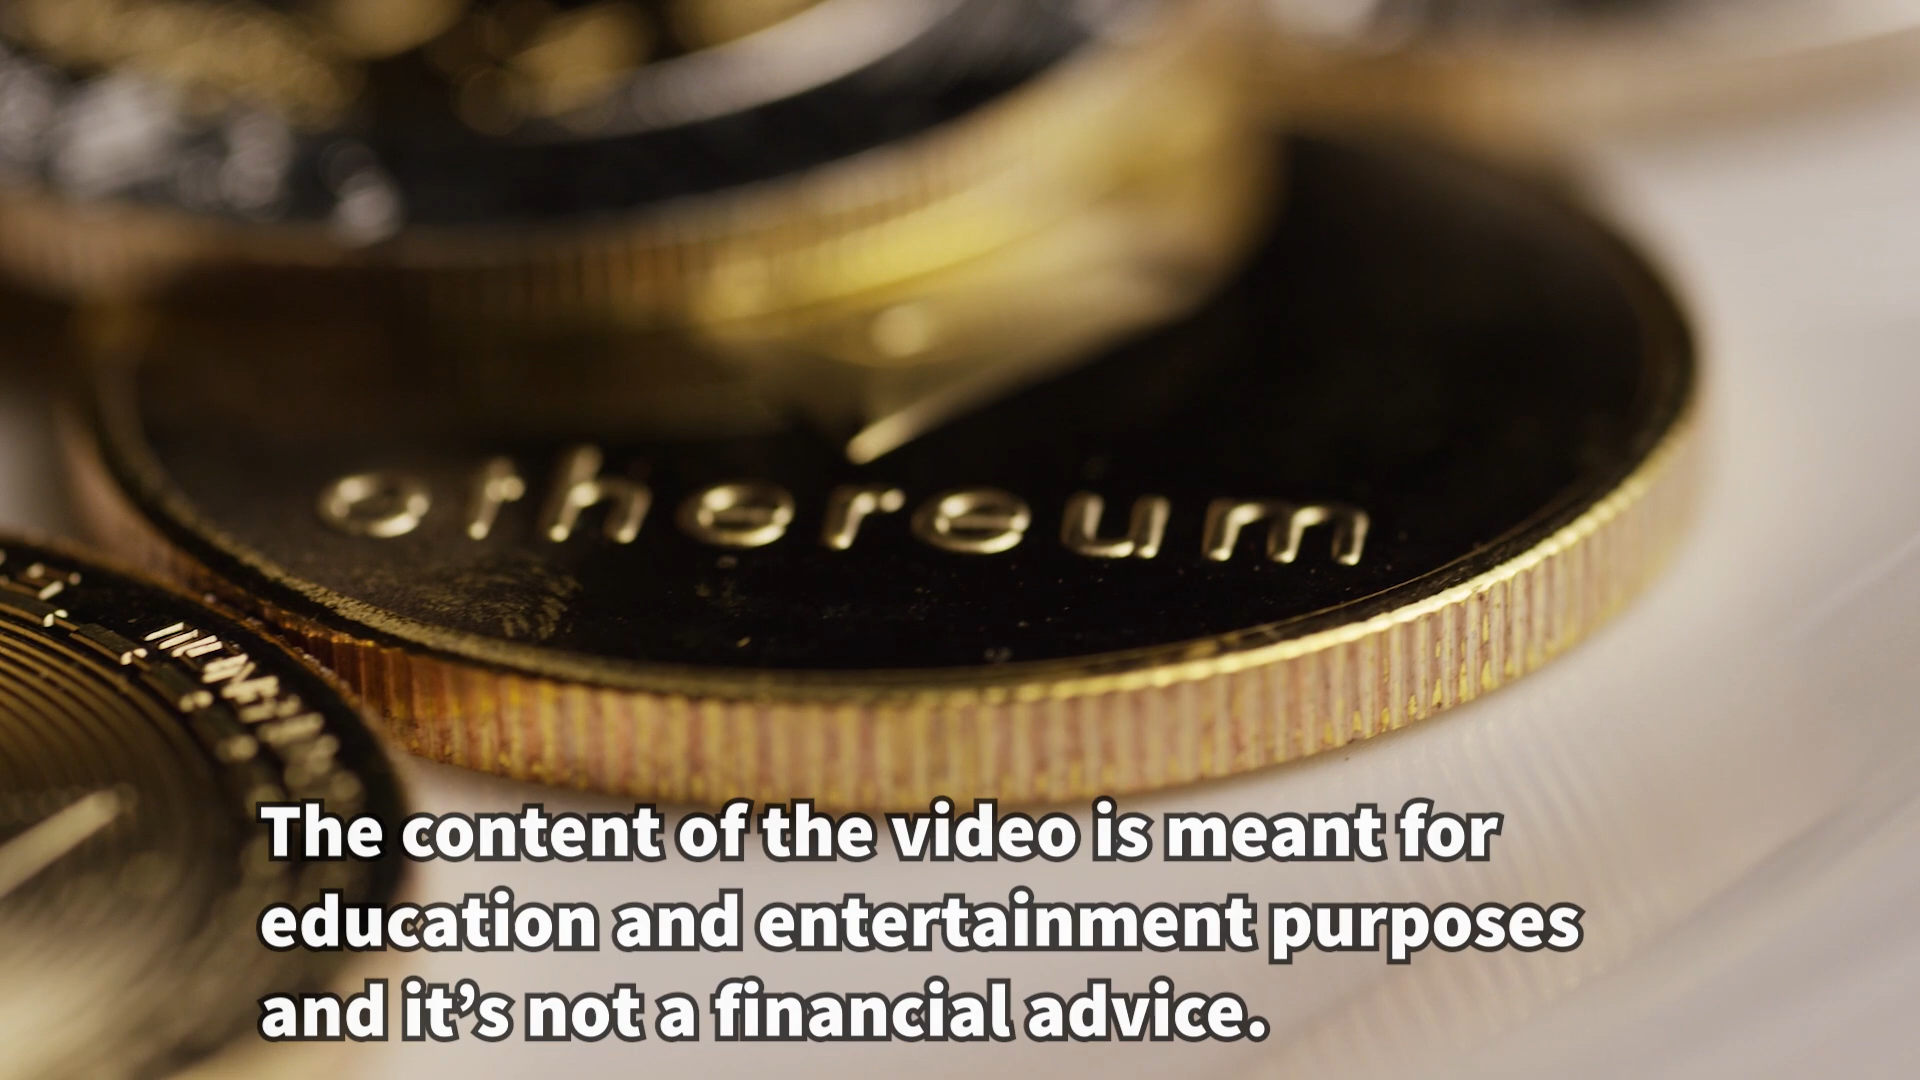 ethereum
The content of the video is meant for
education and entertainment purposes
and it's not a financial advice.